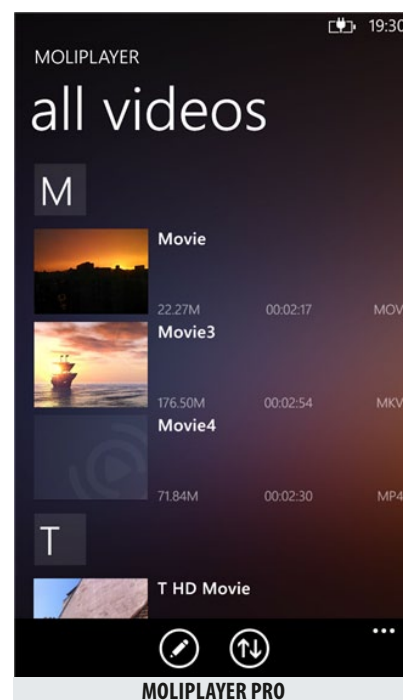 19:30
MOLIPLAYER
all videos
M
Movie
22.27M 00:02:17 MOV
Movie3
176.50M 00:02:54 MKV
Movie4
71.84M 00:02:30 MP4
T
T HD Movie
MOLIPLAYER PRO